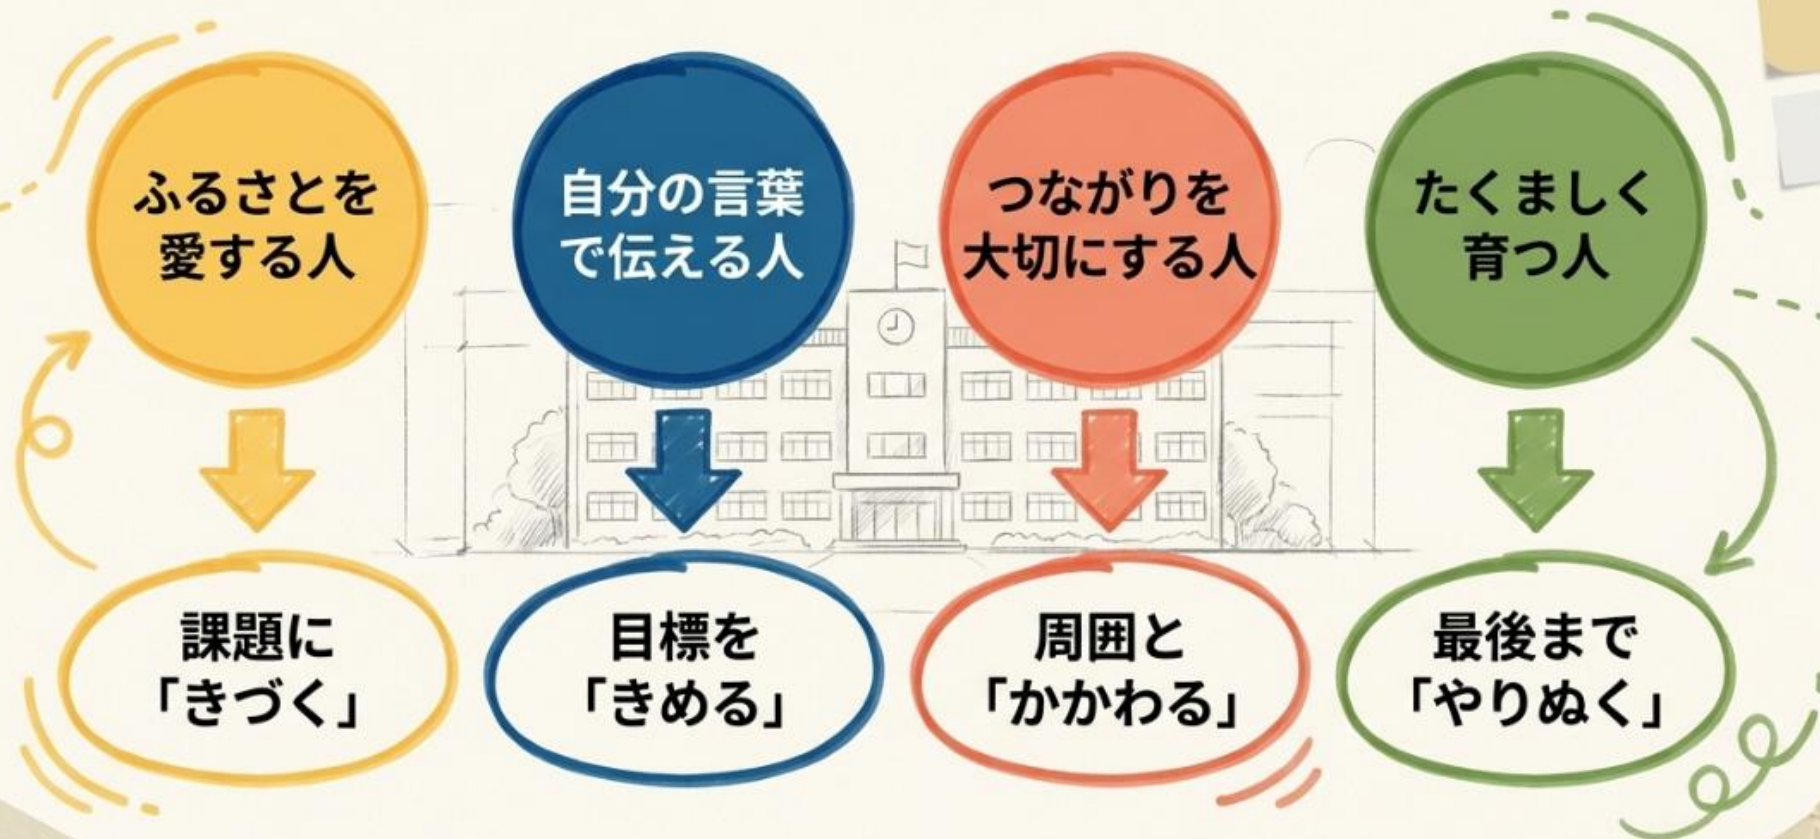 ふるさとを
愛する人
自分の言葉
で伝える人
つながりを
大切にする人
たくましく
育つ人
課題に
「きづく」
目標を
「きめる」
周囲と
「かかわる」
最後まで
「やりぬく」